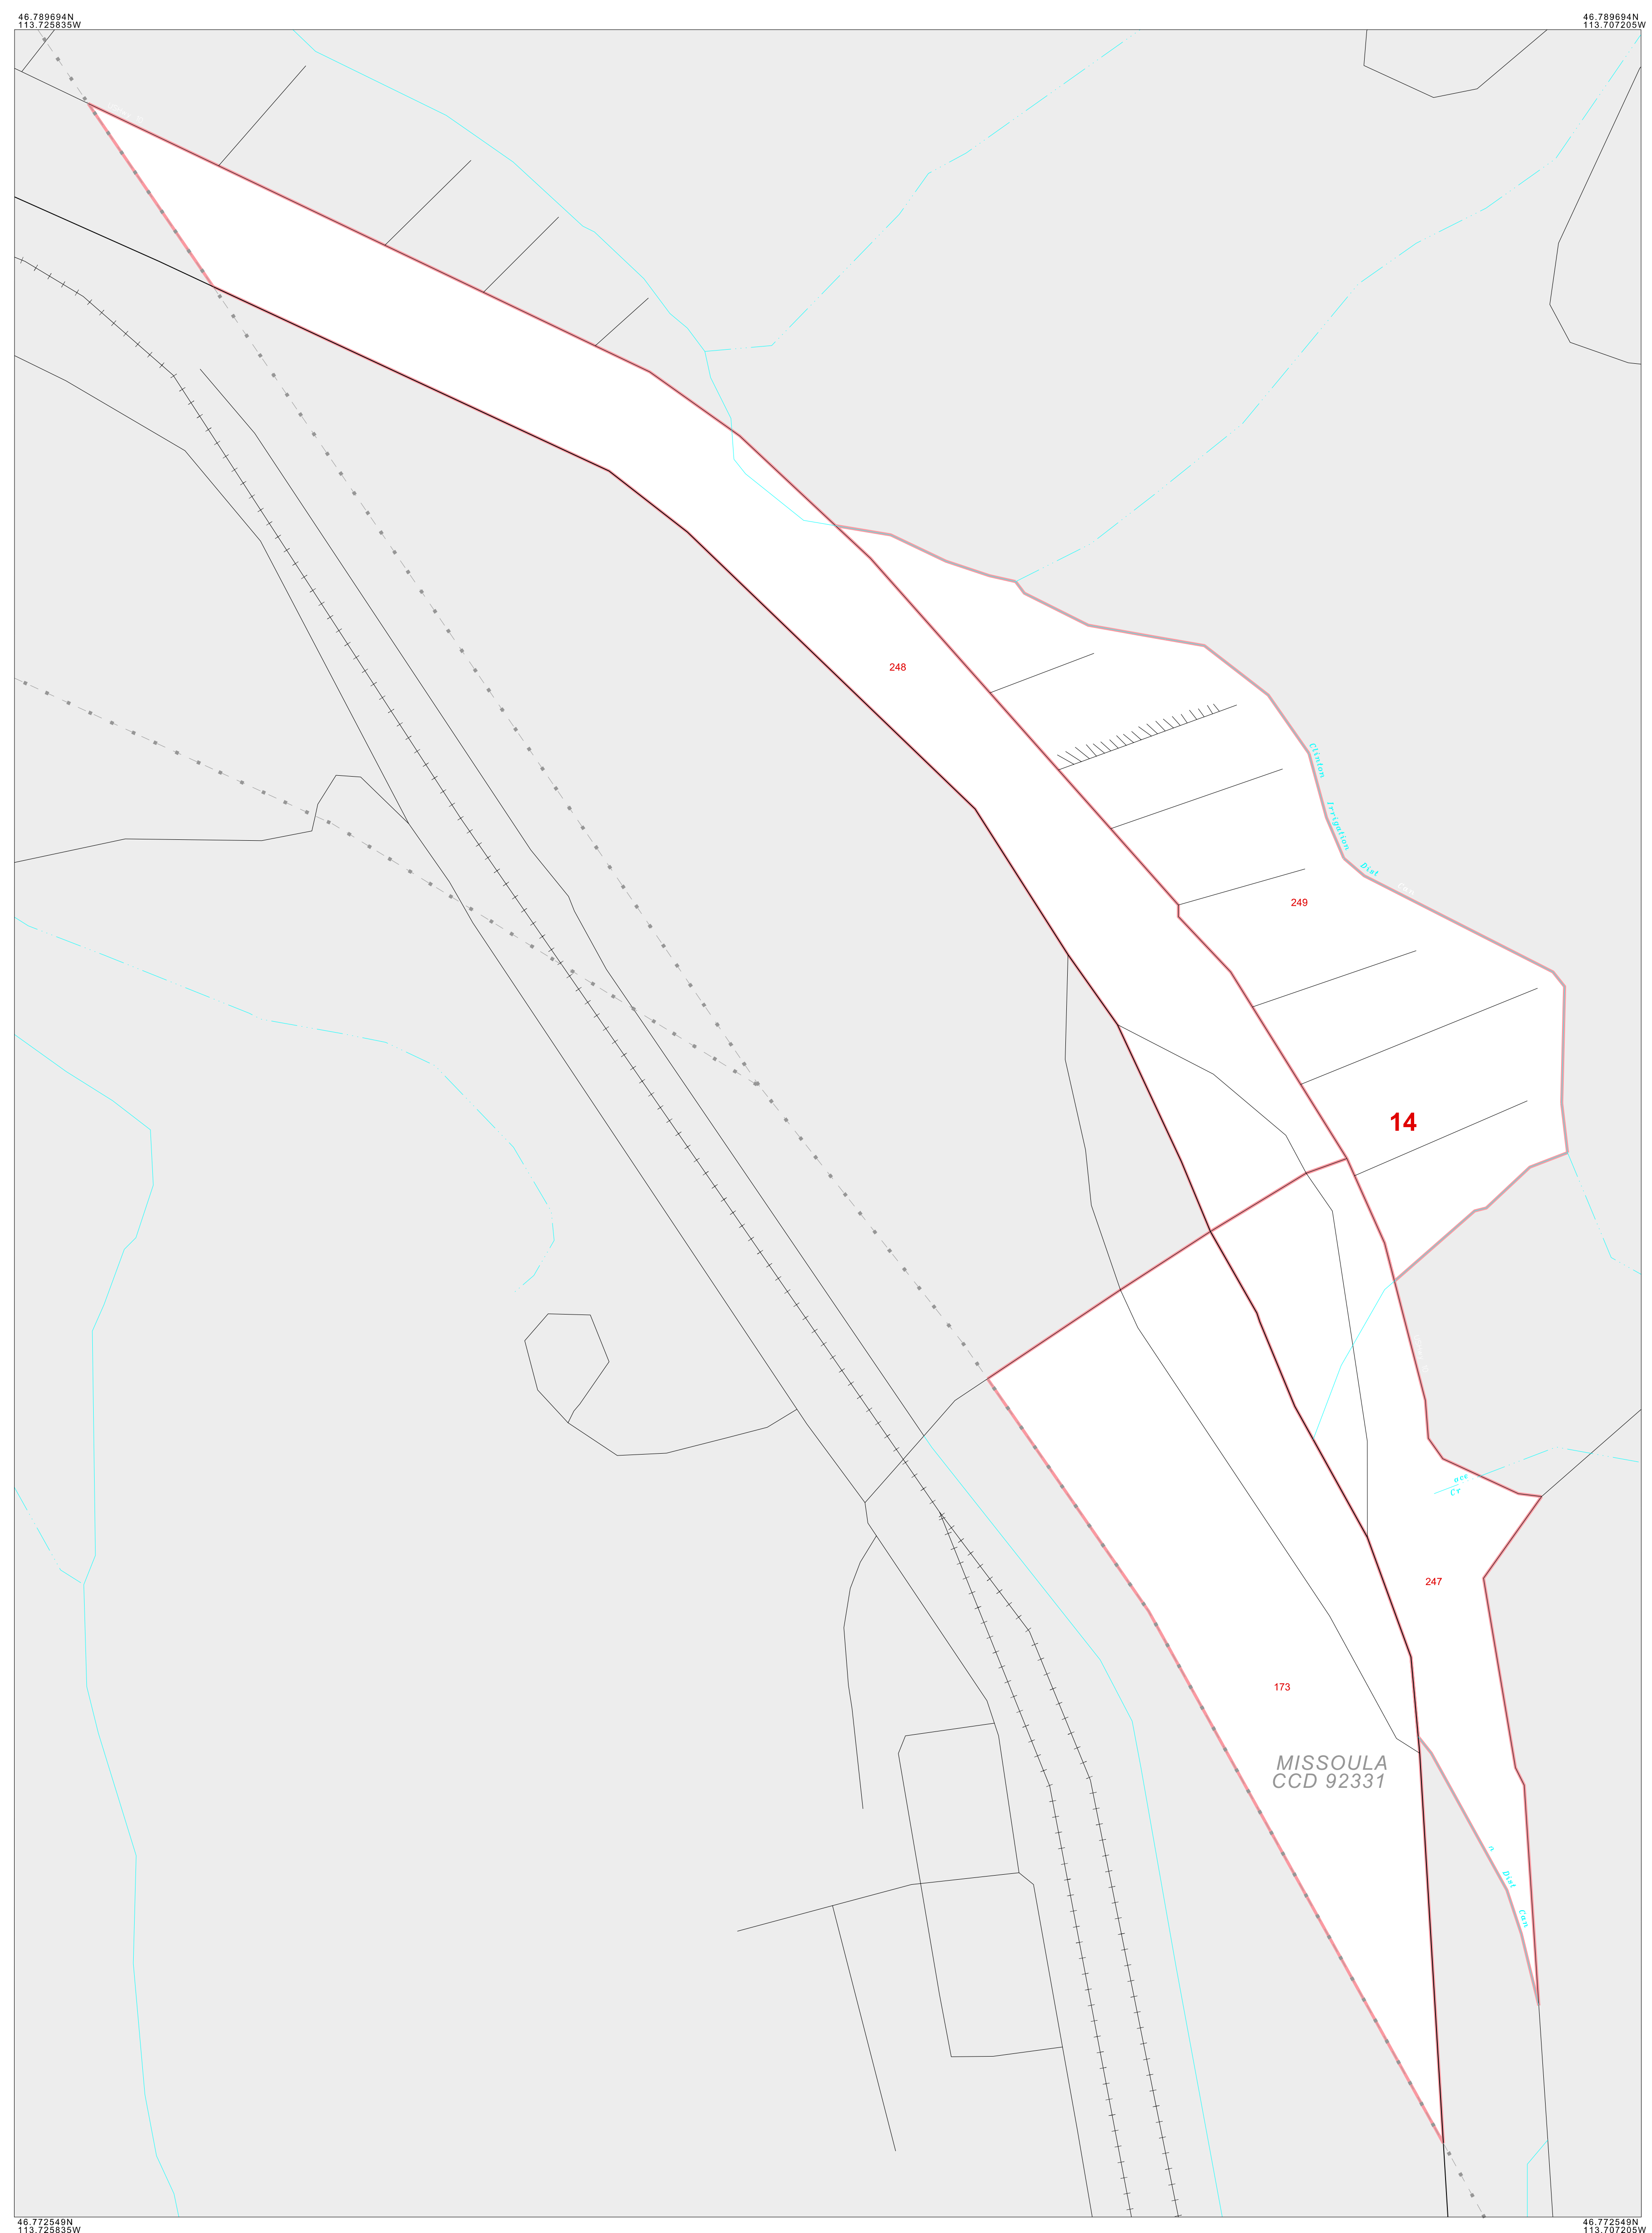 46.789694N
113.725835W
46.789694N
113.707205W
248
Clinton Irrigation Dist
249
14
247
173
MISSOULA
CCD 92331
n Dist Can
46.772549N
113.725835W
46.772549N
113.707205W